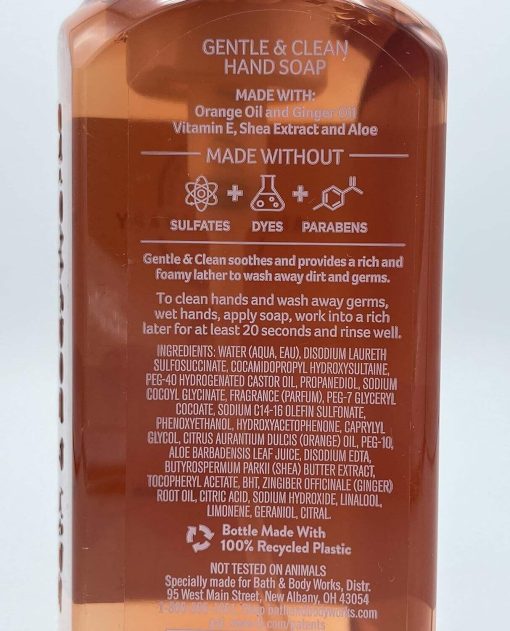 GENTLE & CLEAN
HAND SOAP
MADE WITH:
Orange Oil and Ginger Oil
Vitamin E, Shea Extract and Aloe
MADE WITHOUT
SULFATES + DYES + PARABENS
Gentle & Clean soothes and provides a rich and
foamy lather to wash away dirt and germs.
To clean hands and wash away germs,
wet hands, apply soap, work into a rich
later for at least 20 seconds and rinse well.
INGREDIENTS: WATER (AQUA, EAU), DISODIUM LAURETH
SULFOSUCCINATE, COCAMIDOPROPYL HYDROXYSULTAINE,
PEG-40 HYDROGENATED CASTOR OIL, PROPANEDIOL, SODIUM
COCOYL GLYCINATE, FRAGRANCE (PARFUM), PEG-7 GLYCERYL
COCOATE, SODIUM C14-16 OLEFIN SULFONATE,
PHENOXYETHANOL, HYDROXYACETOPHENONE, CAPRYLYL
GLYCOL, CITRUS AURANTIUM DULCIS (ORANGE) OIL, PEG-10,
ALOE BARBADENSIS LEAF JUICE, DISODIUM EDTA,
BUTYROSPERMUM PARKII (SHEA) BUTTER EXTRACT,
TOCOPHERYL ACETATE, BHT, ZINGIBER OFFICINALE (GINGER)
ROOT OIL, CITRIC ACID, SODIUM HYDROXIDE, LINALOOL,
LIMONENE, GERANIOL, CITRAL.
Bottle Made With
100% Recycled Plastic
NOT TESTED ON ANIMALS
Specially made for Bath & Body Works, Distr.
95 West Main Street, New Albany, OH 43054